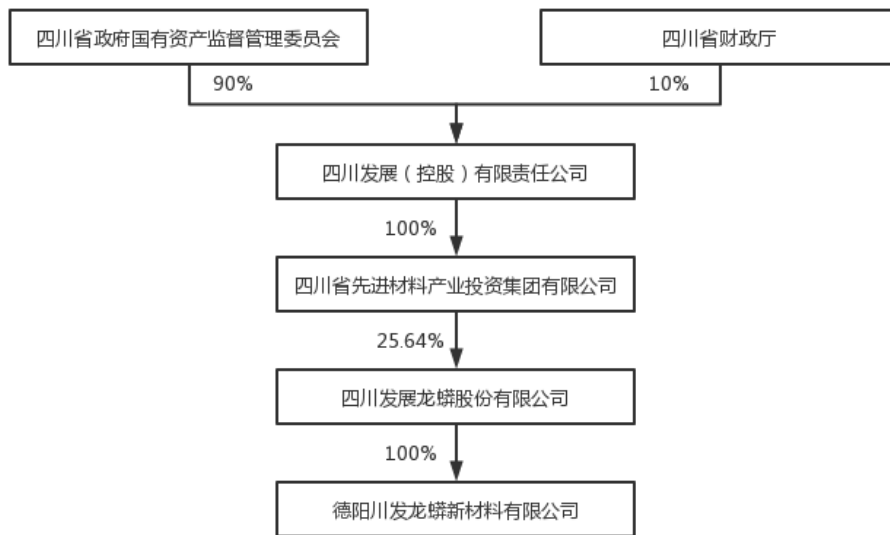 四川省政府国有资产监督管理委员会
四川省财政厅
90%
10%
四川发展（控股）有限责任公司
100%
四川省先进材料产业投资集团有限公司
25.64%
四川发展龙蟒股份有限公司
100%
德阳川发龙蟒新材料有限公司